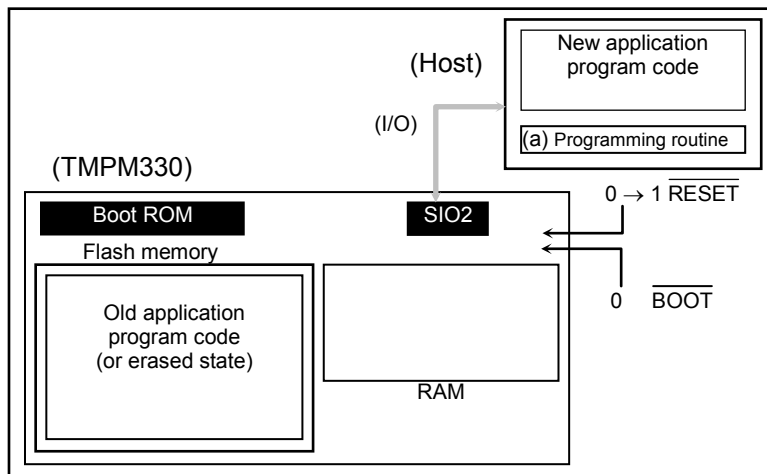 New application
program code
(Host)
(I/O)
(a) Programming routine
(TMPM330)
0 → 1 RESET
Boot ROM
SIO2
Flash memory
0 BOOT
Old application
program code
(or erased state)
RAM